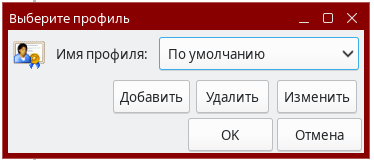 Выберите профиль
Имя профиля: По умолчанию
Добавить Удалить Изменить
OK Отмена